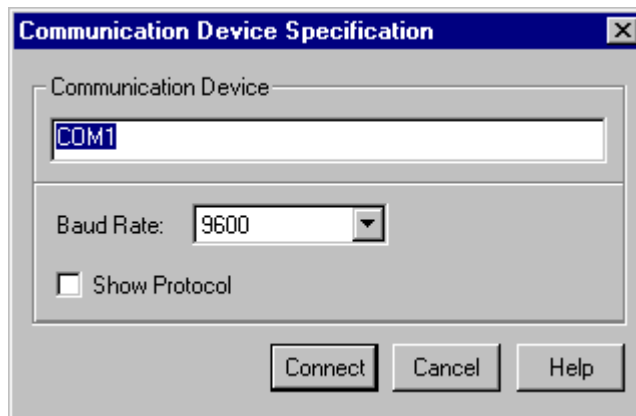 Communication Device Specification
Communication Device
COM1
Baud Rate: 9600
Show Protocol
Connect Cancel Help